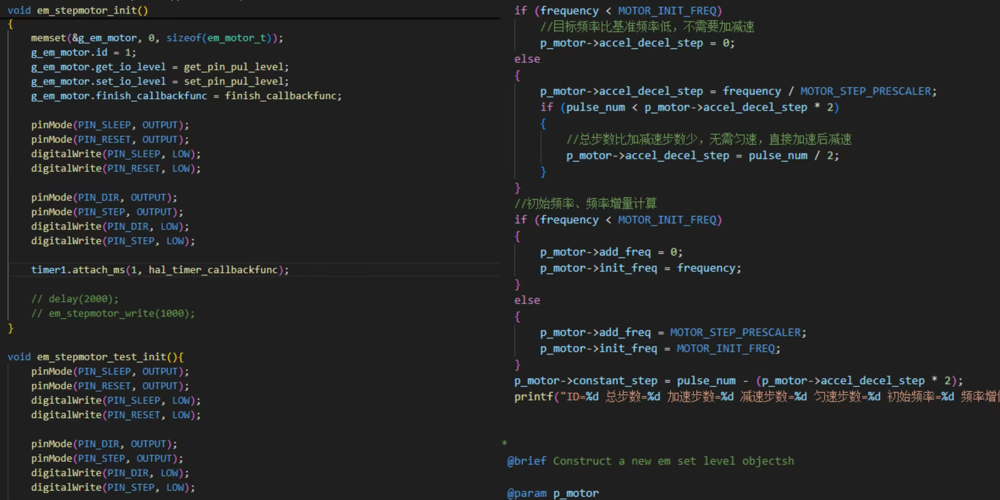 void em_stepmotor_init()
{
memset(&g_em_motor, 0, sizeof(em_motor_t));
g_em_motor.id = 1;
g_em_motor.get_io_level = get_pin_pul_level;
g_em_motor.set_io_level = set_pin_pul_level;
g_em_motor.finish_callbackfunc = finish_callbackfunc;
pinMode(PIN_SLEEP, OUTPUT);
pinMode(PIN_RESET, OUTPUT);
digitalWrite(PIN_SLEEP, LOW);
digitalWrite(PIN_RESET, LOW);
pinMode(PIN_DIR, OUTPUT);
pinMode(PIN_STEP, OUTPUT);
digitalWrite(PIN_DIR, LOW);
digitalWrite(PIN_STEP, LOW);
timer1.attach_ms(1, hal_timer_callbackfunc);
// delay(2000);
// em_stepmotor_write(1000);
}
void em_stepmotor_test_init(){
pinMode(PIN_SLEEP, OUTPUT);
pinMode(PIN_RESET, OUTPUT);
digitalWrite(PIN_SLEEP, LOW);
digitalWrite(PIN_RESET, LOW);
pinMode(PIN_DIR, OUTPUT);
pinMode(PIN_STEP, OUTPUT);
digitalWrite(PIN_DIR, LOW);
digitalWrite(PIN_STEP, LOW);
if (frequency < MOTOR_INIT_FREQ)
//目标频率比基准频率低，不需要加减速
p_motor->accel_decel_step = 0;
else
{
p_motor->accel_decel_step = frequency / MOTOR_STEP_PRESCALER;
if (pulse_num < p_motor->accel_decel_step * 2)
{
//总步数比加减速步数少，无需匀速，直接加速后减速
p_motor->accel_decel_step = pulse_num / 2;
}
}
//初始频率、频率增量计算
if (frequency < MOTOR_INIT_FREQ)
{
p_motor->add_freq = 0;
p_motor->init_freq = frequency;
}
else
{
p_motor->add_freq = MOTOR_STEP_PRESCALER;
p_motor->init_freq = MOTOR_INIT_FREQ;
}
p_motor->constant_step = pulse_num - (p_motor->accel_decel_step * 2);
printf("ID=%d 总步数=%d 加速步数=%d 减速步数=%d 匀速步数=%d 初始频率=%d 频率增
*
@brief Construct a new em set level objectsh
@param p_motor